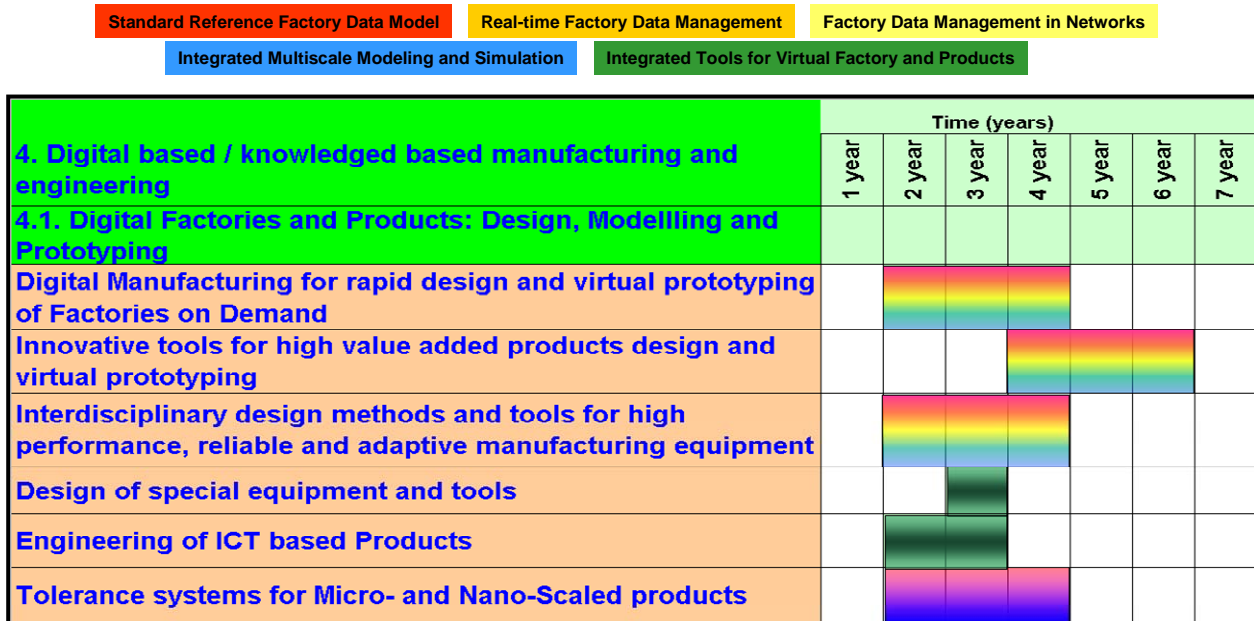 Standard Reference Factory Data Model
Real-time Factory Data Management
Factory Data Management in Networks
Integrated Multiscale Modeling and Simulation
Integrated Tools for Virtual Factory and Products
Time (years)
4. Digital based / knowledged based manufacturing and
engineering
1 year
2 year
3 year
4 year
5 year
6 year
7 year
4.1. Digital Factories and Products: Design, Modellling and
Prototyping
Digital Manufacturing for rapid design and virtual prototyping
of Factories on Demand
Innovative tools for high value added products design and
virtual prototyping
Interdisciplinary design methods and tools for high
performance, reliable and adaptive manufacturing equipment
Design of special equipment and tools
Engineering of ICT based Products
Tolerance systems for Micro- and Nano-Scaled products